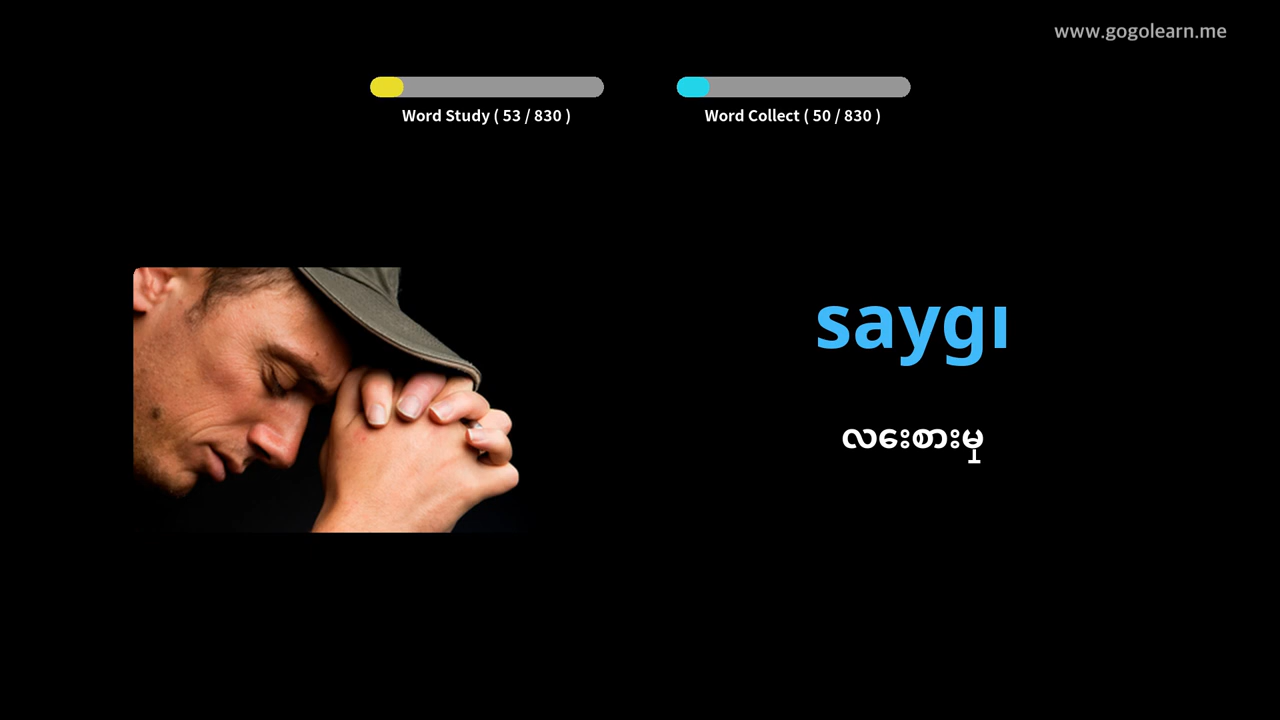 www.gogolearn.me
Word Study ( 53 / 830 )
Word Collect ( 50 / 830 )
saygı
လေးစားမှု